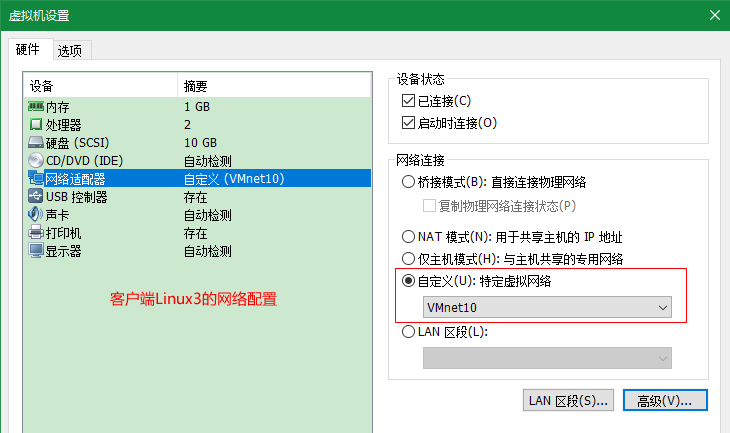 虚拟机设置
硬件
选项
设备
摘要
内存
1 GB
处理器
2
硬盘 (SCSI)
10 GB
CD/DVD (IDE)
自动检测
网络适配器
自定义 (VMnet10)
USB 控制器
存在
声卡
自动检测
打印机
存在
显示器
自动检测
客户端Linux3的网络配置
设备状态
已连接(C)
启动时连接(O)
网络连接
桥接模式(B): 直接连接物理网络
复制物理网络连接状态(P)
NAT 模式(N): 用于共享主机的 IP 地址
仅主机模式(H): 与主机共享的专用网络
自定义(U): 特定虚拟网络
VMnet10
LAN 区段(L):
LAN 区段(S)...
高级(V)...